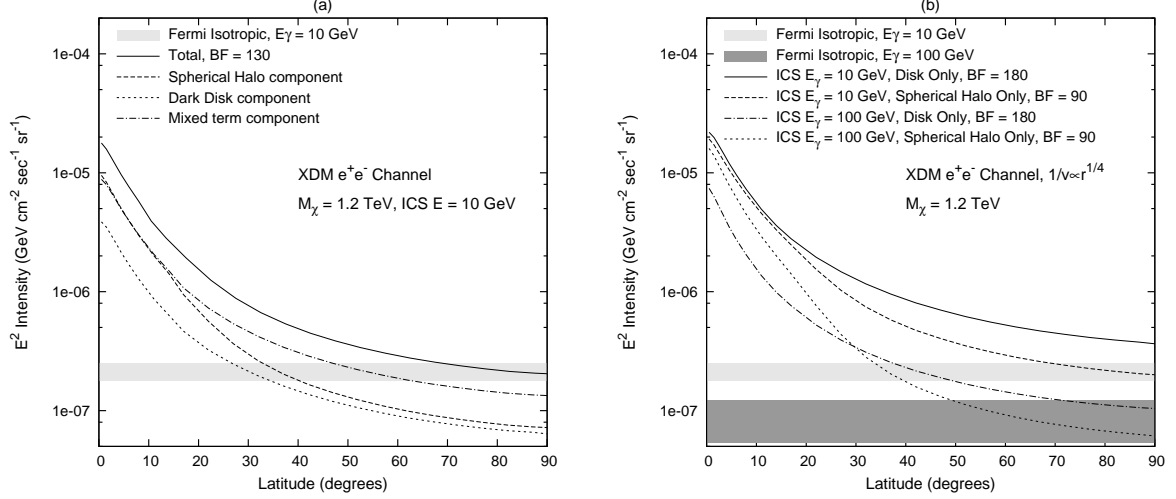 (a)
Fermi Isotropic, Eγ = 10 GeV
Total, BF = 130
Spherical Halo component
Dark Disk component
Mixed term component
XDM e⁺e⁻ Channel
Mχ = 1.2 TeV, ICS E = 10 GeV
1e-04
1e-05
1e-06
1e-07
E² Intensity (GeV cm⁻² sec⁻¹ sr⁻¹)
0 10 20 30 40 50 60 70 80 90
Latitude (degrees)
(b)
Fermi Isotropic, Eγ = 10 GeV
Fermi Isotropic, Eγ = 100 GeV
ICS Eγ = 10 GeV, Disk Only, BF = 180
ICS Eγ = 10 GeV, Spherical Halo Only, BF = 90
ICS Eγ = 100 GeV, Disk Only, BF = 180
ICS Eγ = 100 GeV, Spherical Halo Only, BF = 90
XDM e⁺e⁻ Channel, 1/v∝r^1/4
Mχ = 1.2 TeV
1e-04
1e-05
1e-06
1e-07
E² Intensity (GeV cm⁻² sec⁻¹ sr⁻¹)
0 10 20 30 40 50 60 70 80 90
Latitude (degrees)